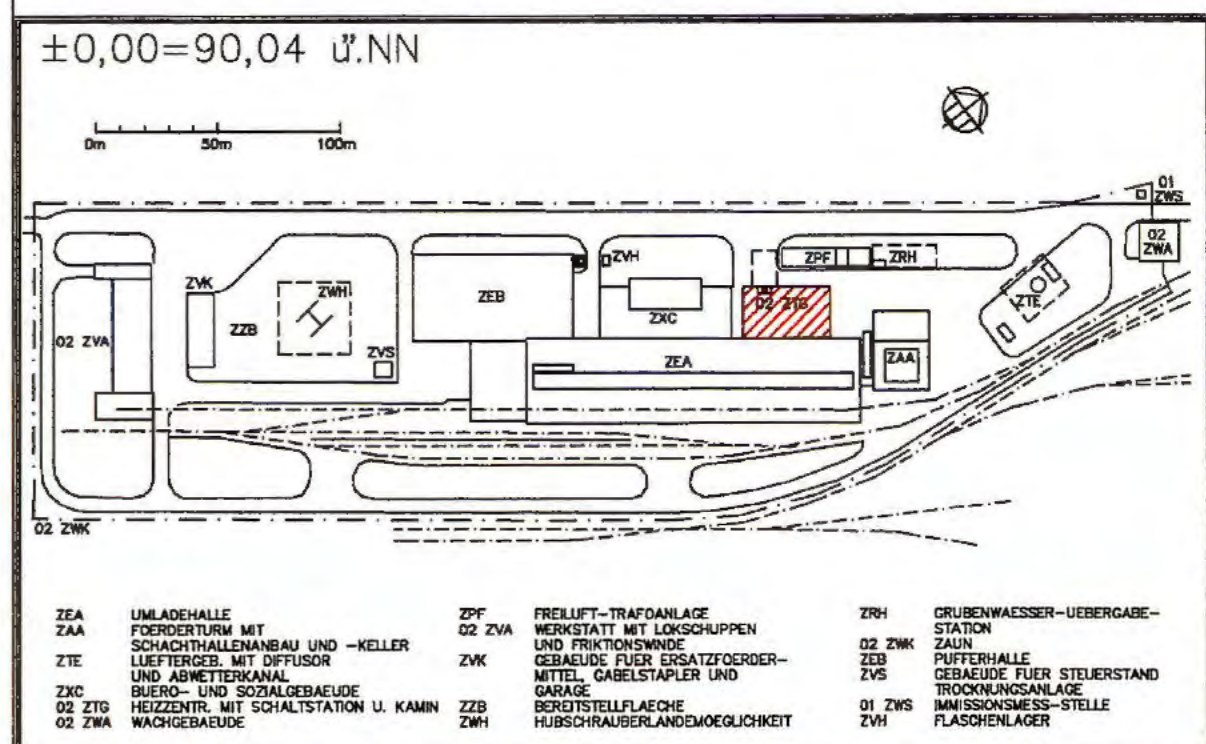 ±0,00=90,04 ü.NN
0m 50m 100m
01
ZWS
02
ZWA
ZVH
ZPF
ZRH
ZVK
ZWH
ZEB
02 ZTG
ZTE
ZZB
ZXC
02 ZVA
ZVS
ZEA
ZAA
02 ZWK
ZEA UMLADEHALLE
ZAA FOERDERTURM MIT
SCHACHTHALLENANBAU UND -KELLER
ZTE LUEFTERGEB. MIT DIFFUSOR
UND ABWETTERKANAL
ZXC BUERO- UND SOZIALGEBAEUDE
02 ZTG HEIZZENTR. MIT SCHALTSTATION U. KAMIN
02 ZWA WACHGEBAEUDE
ZPF FREILUFT-TRAFOANLAGE
02 ZVA WERKSTATT MIT LOKSCHUPPEN
UND FRIKTIONSWINDE
ZVK GEBAEUDE FUER ERSATZFOERDER-
MITTEL, GABELSTAPLER UND
GARAGE
ZZB BEREITSTELLFLAECHE
ZWH HUBSCHRAUBERLANDEMOEGLICHKEIT
ZRH GRUBENWAESSER-UEBERGABE-
STATION
02 ZWK ZAUN
ZEB PUFFERHALLE
ZVS GEBAEUDE FUER STEUERSTAND
TROCKNUNGSANLAGE
01 ZWS IMMISSIONSMESS-STELLE
ZVH FLASCHENLAGER